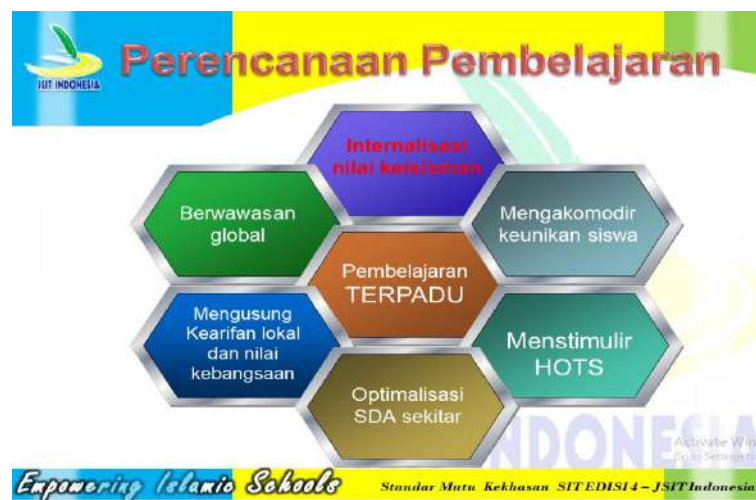 Perencanaan Pembelajaran
JSIT INDONESIA
Internalisasi
nilai keislaman
Berwawasan
global
Mengakomodir
keunikan siswa
Pembelajaran
TERPADU
Mengusung
Kearifan lokal
dan nilai
kebangsaan
Menstimulir
HOTS
Optimalisasi
SDA sekitar
INDONESIA
Activate Win
Empowering Islamic Schools
Standar Mutu Kekhasan SIT EDISI 4 – JSIT Indonesia